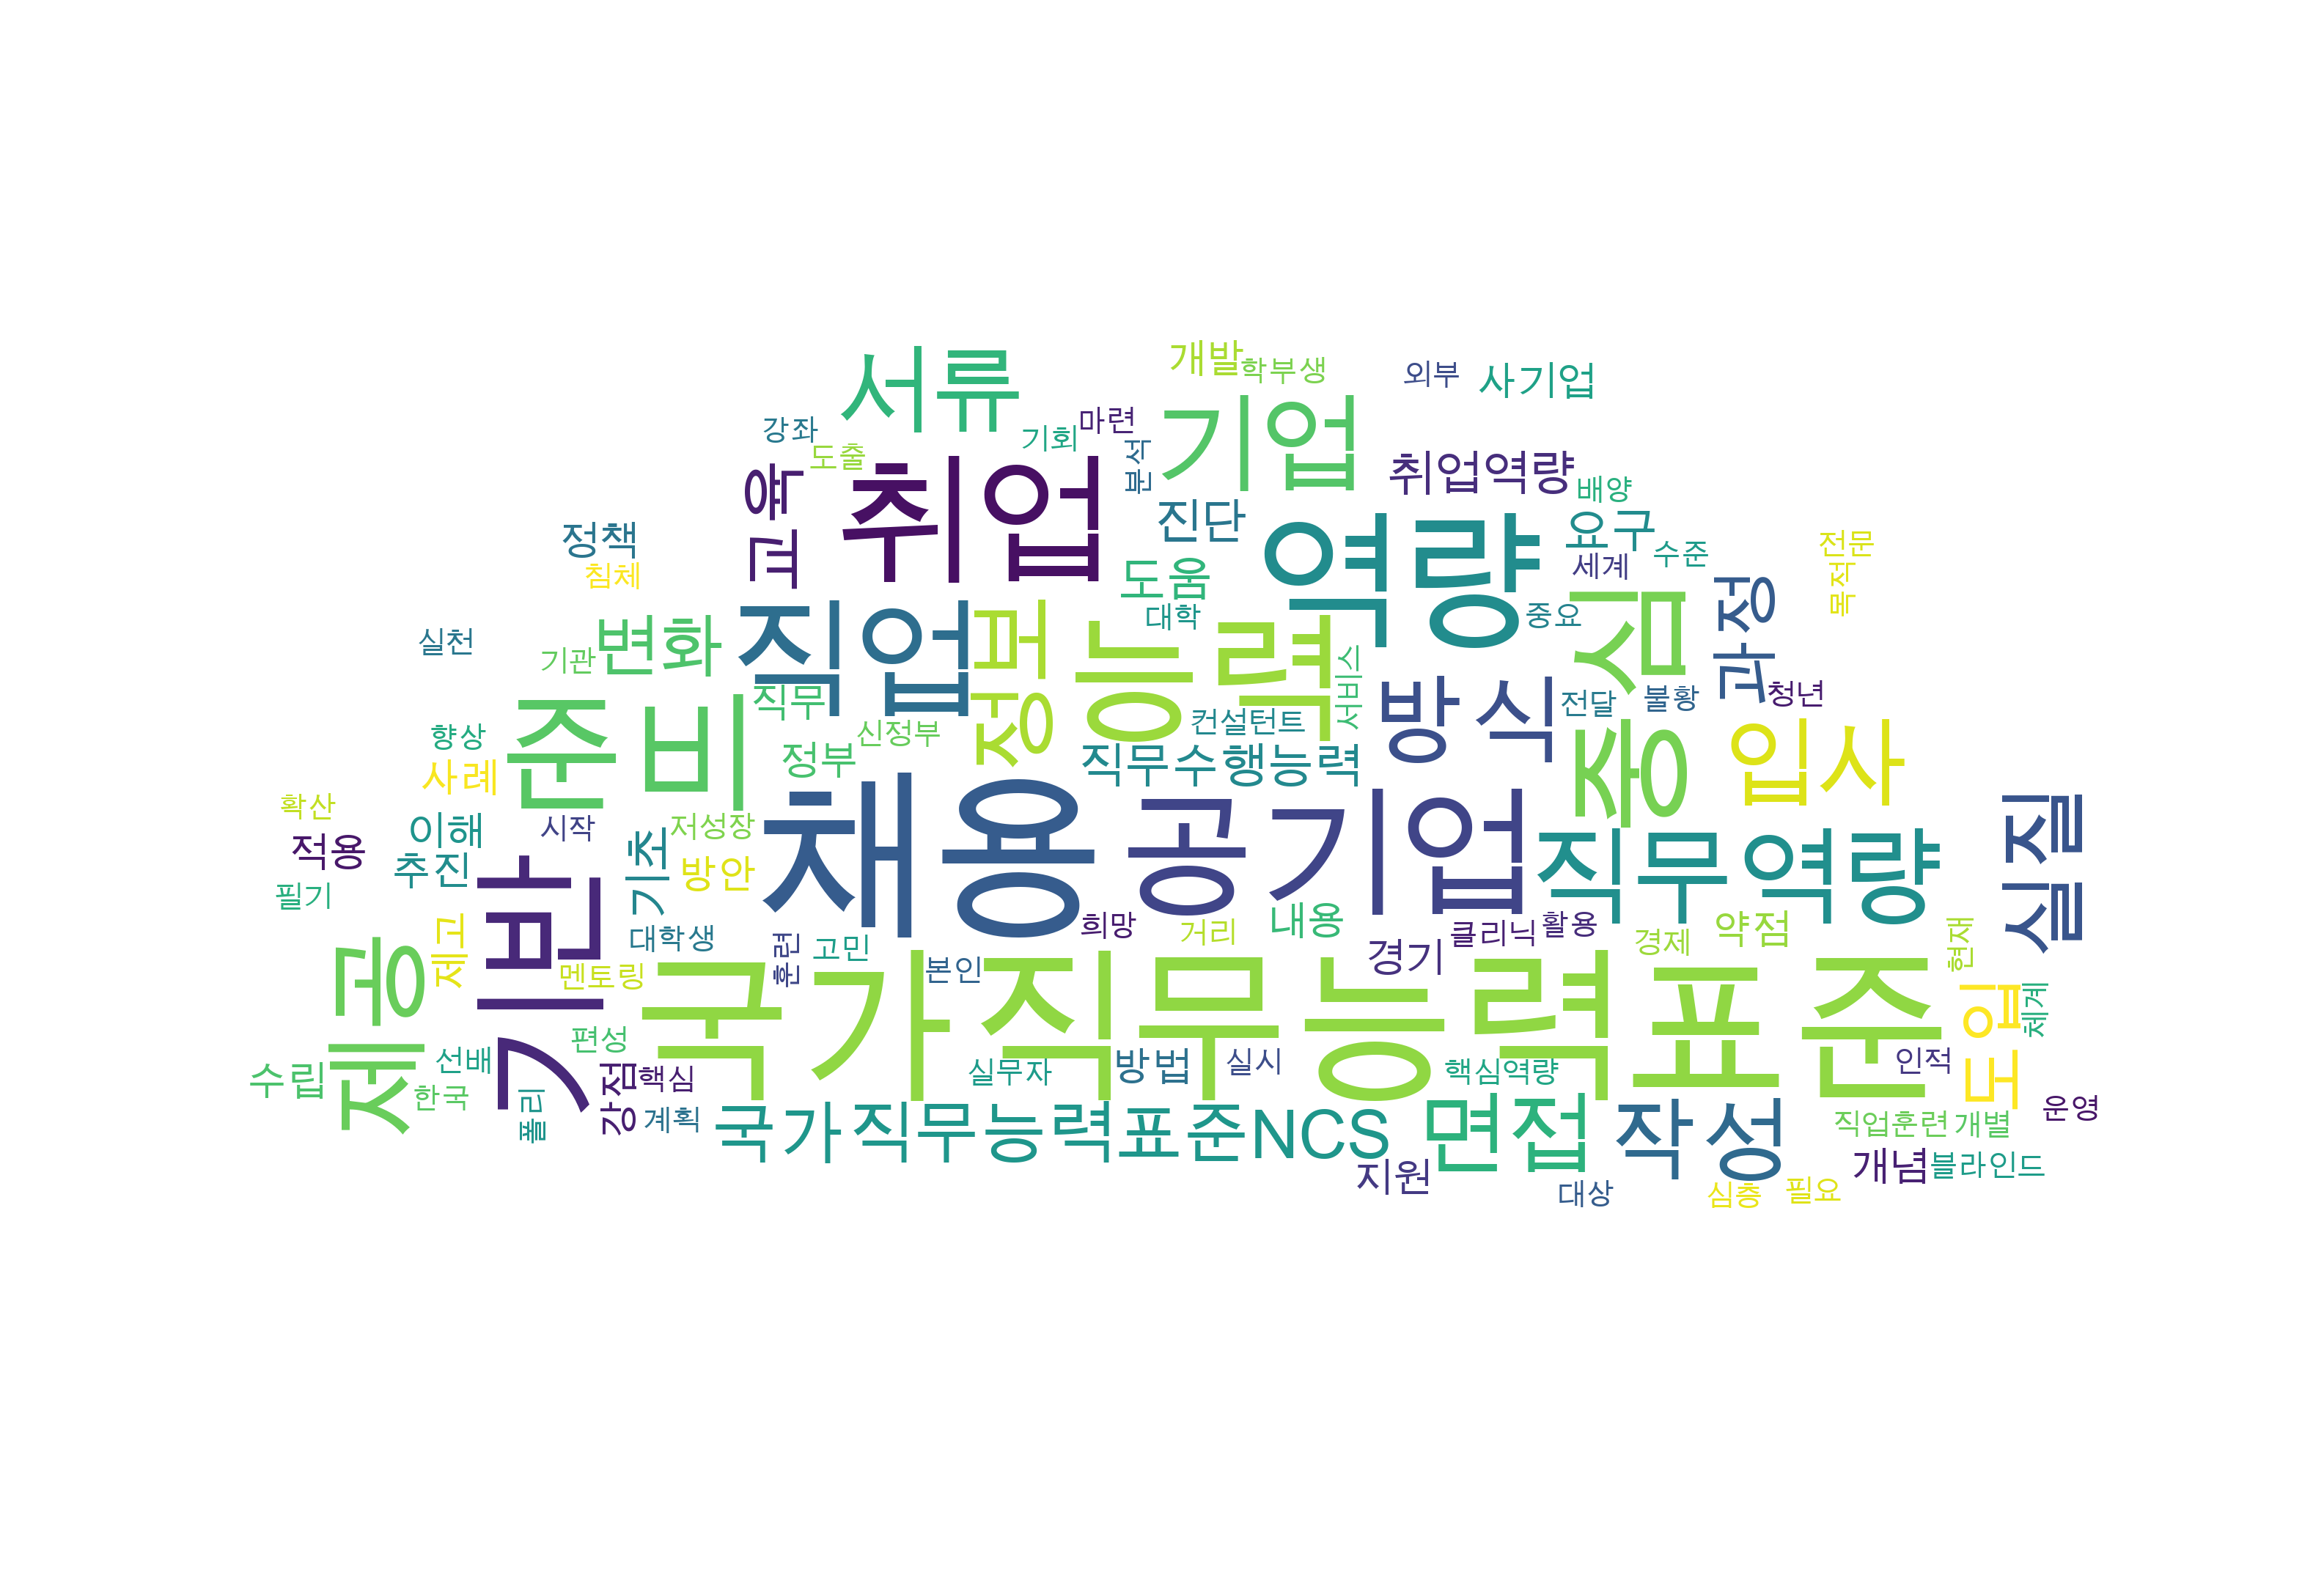 개발
학부생
외부
사기업
서류
강좌
도출
기회
마련
기업
분석
취업역량
배양
교육
취업
진단
역량
요구
세계
수준
전문
목적
정책
침체
도움
대학
중요
중심
과정
청년
실천
기관
변화
직업
정보
능력
서비스
방식
전달
불황
입사
직무
신정부
정부
컨설턴트
직무수행능력
준비
향상
사례
확산
적용
필기
이해
추진
시작
저성장
기초
방안
채용
공기업
직무역량
실질
기반
제고
제공
대학생
멘토링
훈련
고민
본인
희망
거리
내용
경기
클리닉
활용
경제
약점
현재
국가직무능력표준
도입
체계
인적
편성
선배
수립
한국
폴리
강점
핵심
계획
실무자
방법
실시
핵심역량
국가직무능력표준NCS
면접
작성
직업훈련
개별
운영
지원
대상
심층
필요
개념
블라인드